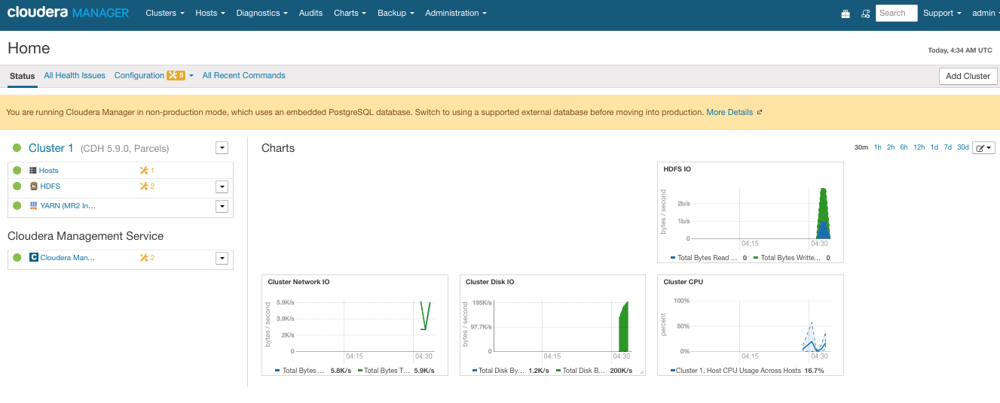 cloudera MANAGER Clusters Hosts Diagnostics Audits Charts Backup Administration Search Support admin
Home
Today, 4:34 AM UTC
Status All Health Issues Configuration 5 All Recent Commands Add Cluster
You are running Cloudera Manager in non-production mode, which uses an embedded PostgreSQL database. Switch to using a supported external database before moving into production. More Details
Cluster 1 (CDH 5.9.0, Parcels)
Hosts 1
HDFS 2
YARN (MR2 In...
Cloudera Management Service
C Cloudera Man... 2
Charts
30m 1h 2h 6h 12h 1d 7d 30d
HDFS IO
bytes / second
2b/s
1b/s
0
04:15 04:30
Total Bytes Read ... 0 Total Bytes Writte... 0
Cluster Network IO
bytes / second
5.9K/s
3.9K/s
2K/s
0
04:15 04:30
Total Bytes ... 5.8K/s Total Bytes T... 5.9K/s
Cluster Disk IO
bytes / second
195K/s
97.7K/s
0
04:15 04:30
Total Disk By... 1.2K/s Total Disk B... 200K/s
Cluster CPU
percent
100%
50%
0%
04:15 04:30
Cluster 1, Host CPU Usage Across Hosts 16.7%